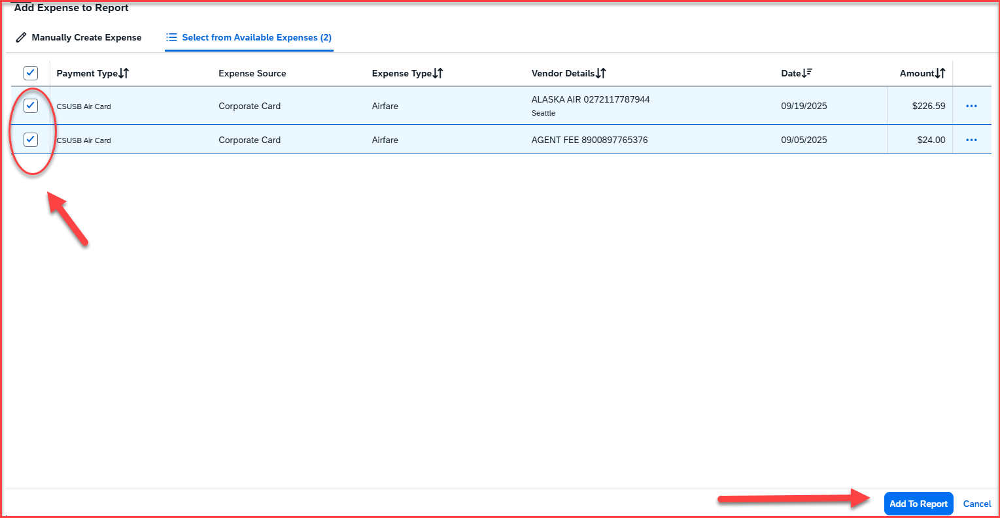 Add Expense to Report
Manually Create Expense Select from Available Expenses (2)
Payment Type Expense Source Expense Type Vendor Details Date Amount
CSUSB Air Card Corporate Card Airfare ALASKA AIR 0272117787944 09/19/2025 $226.59
Seattle
CSUSB Air Card Corporate Card Airfare AGENT FEE 8900897765376 09/05/2025 $24.00
Add To Report Cancel